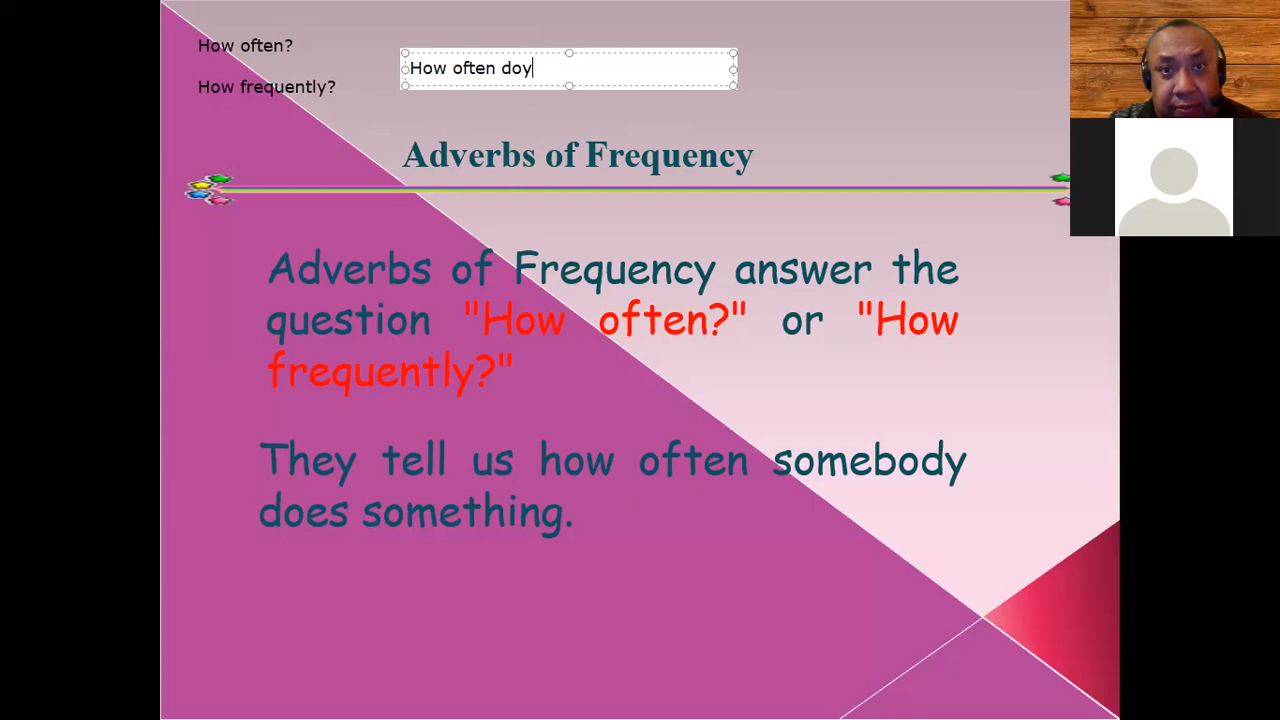 How often?
How often doy
How frequently?
Adverbs of Frequency
Adverbs of Frequency answer the
question "How often?" or "How
frequently?"
They tell us how often somebody
does something.